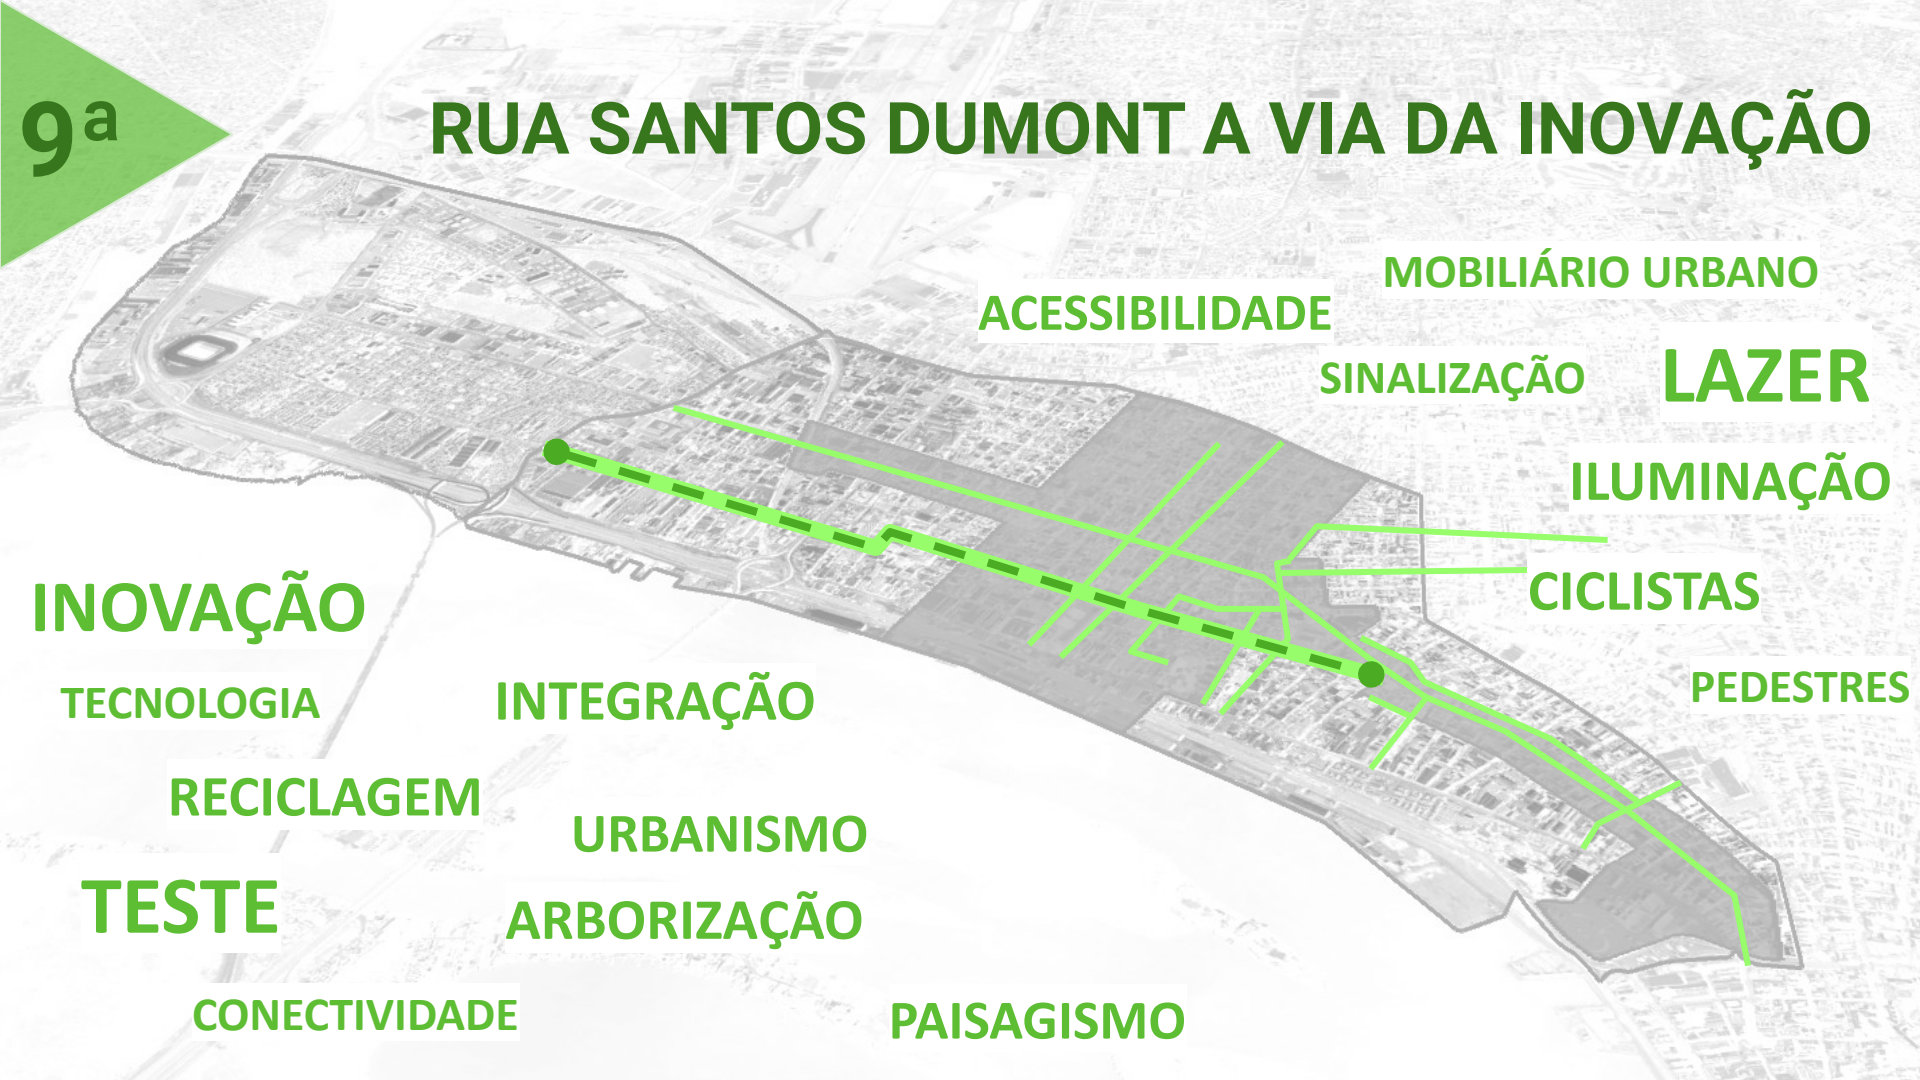 9ª
RUA SANTOS DUMONT A VIA DA INOVAÇÃO
MOBILIÁRIO URBANO
ACESSIBILIDADE
SINALIZAÇÃO
LAZER
ILUMINAÇÃO
CICLISTAS
PEDESTRES
INOVAÇÃO
TECNOLOGIA
INTEGRAÇÃO
RECICLAGEM
URBANISMO
TESTE
ARBORIZAÇÃO
CONECTIVIDADE
PAISAGISMO